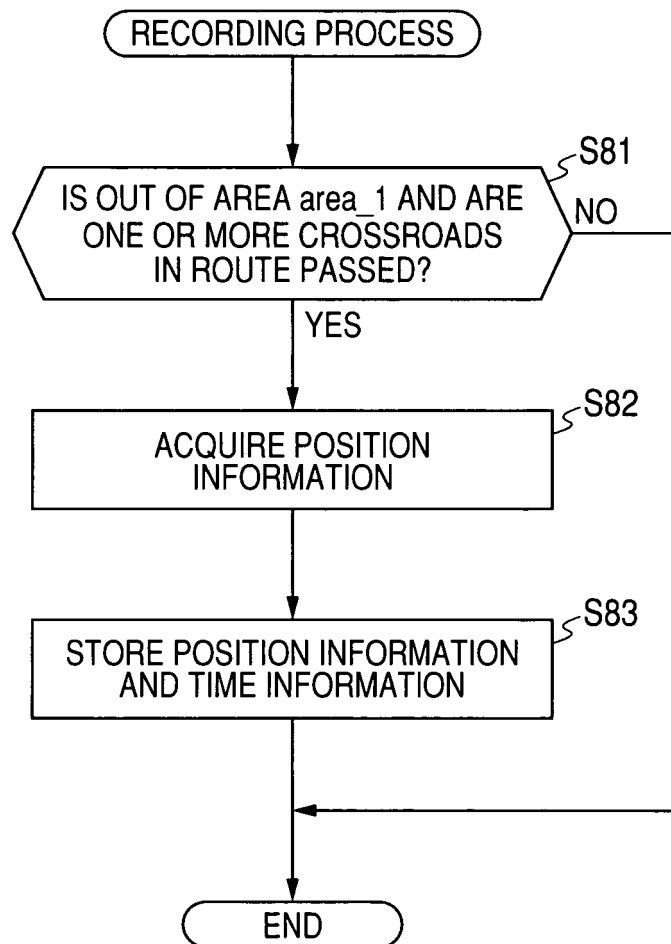 RECORDING PROCESS
S81
IS OUT OF AREA area_1 AND ARE
ONE OR MORE CROSSROADS
IN ROUTE PASSED?
NO
YES
S82
ACQUIRE POSITION
INFORMATION
S83
STORE POSITION INFORMATION
AND TIME INFORMATION
END